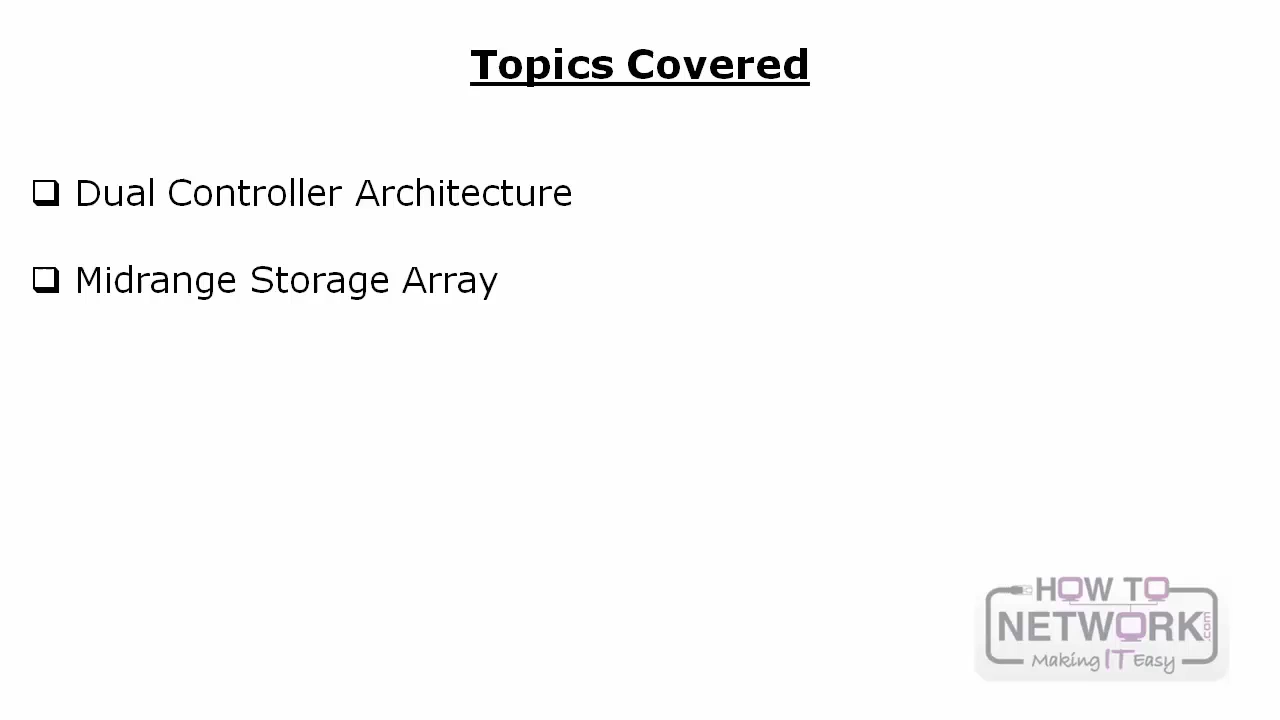 Topics Covered
Dual Controller Architecture
Midrange Storage Array
HOW TO
NETWORK.com
Making IT Easy